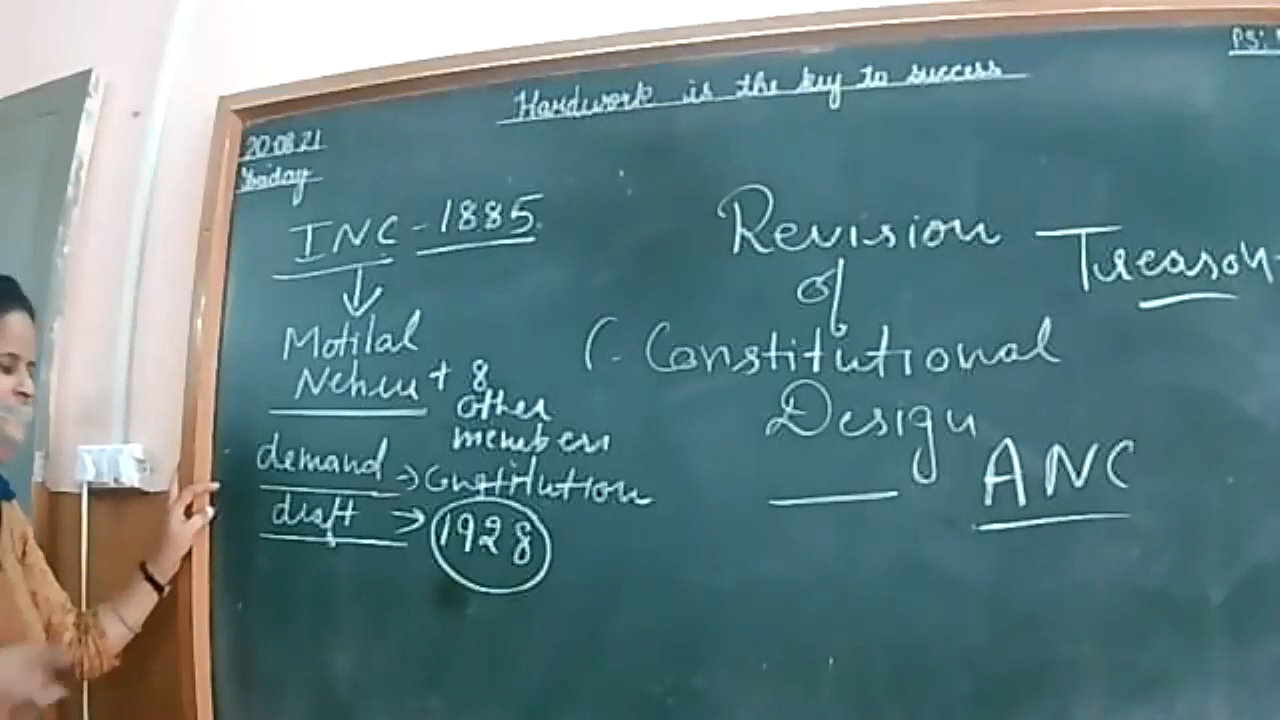 Hardwork is the key to success
PS:
20.08.21
Friday
INC - 1885
Motilal
Nehru + 8
other
members
demand → Constitution
draft → 1928
Revision
of
Constitutional
Design
Treason
ANC